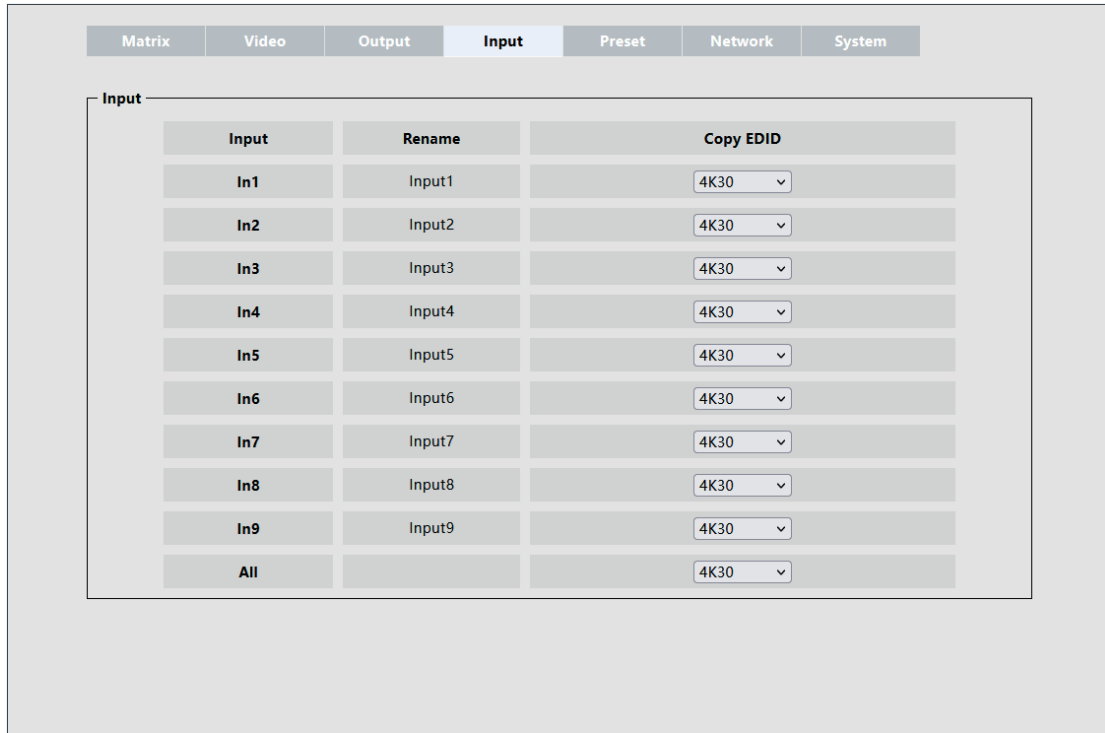 Matrix Video Output Input Preset Network System
Input
Input Rename Copy EDID
In1 Input1 4K30
In2 Input2 4K30
In3 Input3 4K30
In4 Input4 4K30
In5 Input5 4K30
In6 Input6 4K30
In7 Input7 4K30
In8 Input8 4K30
In9 Input9 4K30
All 4K30